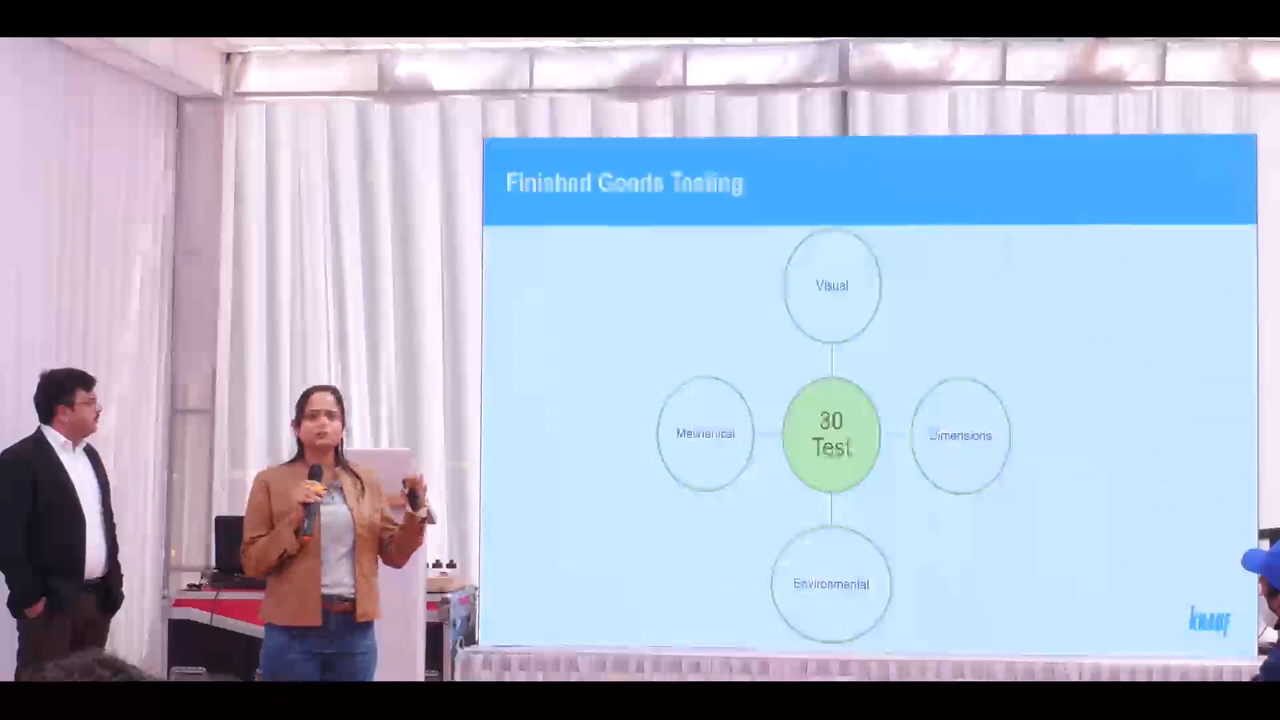 Finished Goods Testing
Visual
Mechanical
30
Test
Dimensions
Environmental
KNAUF